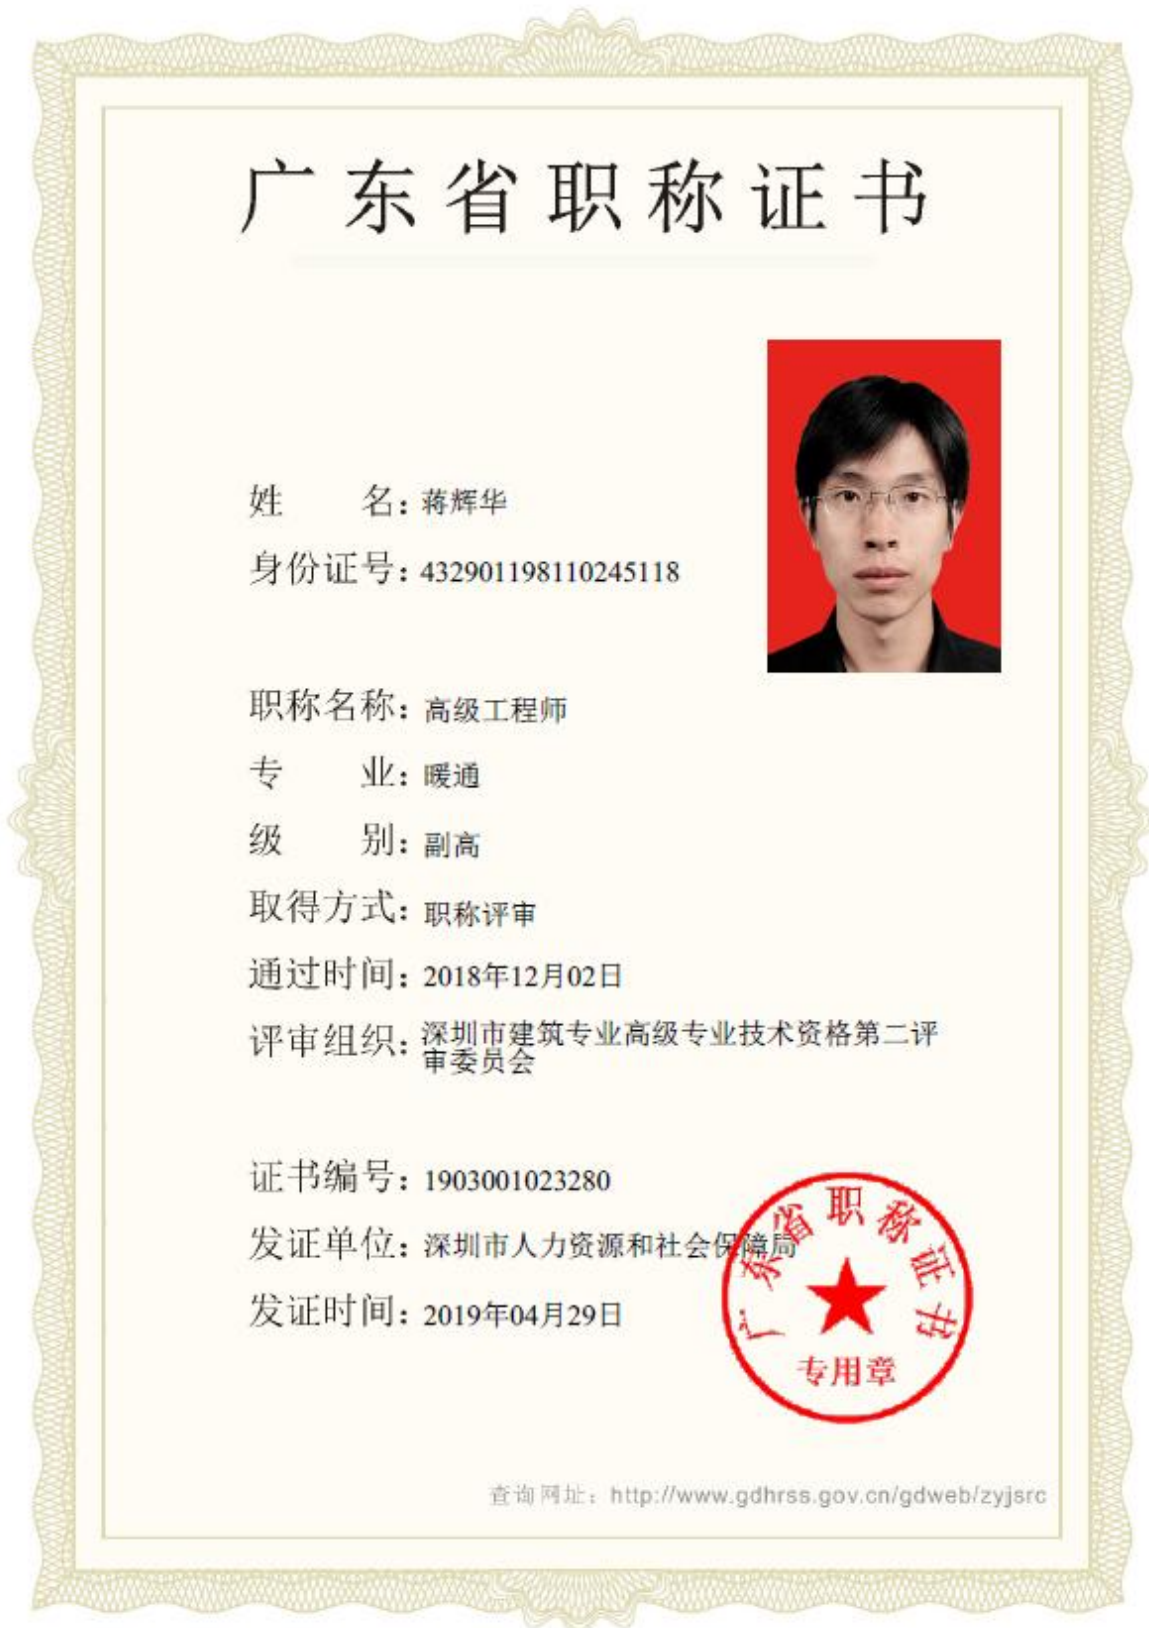 广东省职称证书
姓 名：蒋辉华
身份证号：432901198110245118
职称名称：高级工程师
专 业：暖通
级 别：副高
取得方式：职称评审
通过时间：2018年12月02日
评审组织：深圳市建筑专业高级专业技术资格第二评
审委员会
证书编号：1903001023280
发证单位：深圳市人力资源和社会保障局
发证时间：2019年04月29日
广东省职称证书
专用章
查询网址：http://www.gdhrss.gov.cn/gdweb/zyjsrc